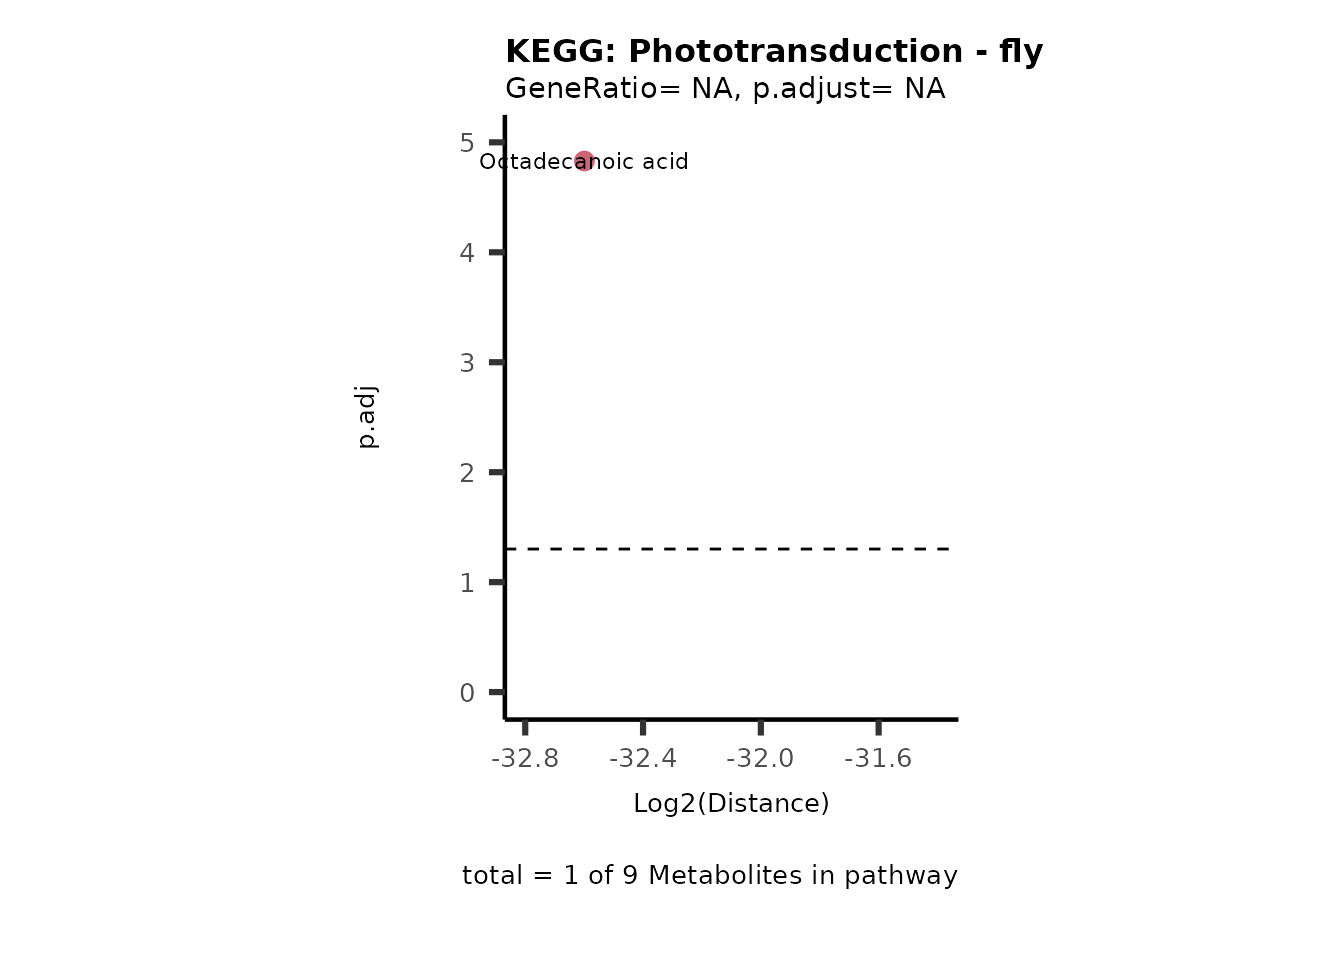 KEGG: Phototransduction - fly
GeneRatio= NA, p.adjust= NA
5
Octadecanoic acid
4
3
p.adj
2
1
0
-32.8 -32.4 -32.0 -31.6
Log2(Distance)
total = 1 of 9 Metabolites in pathway